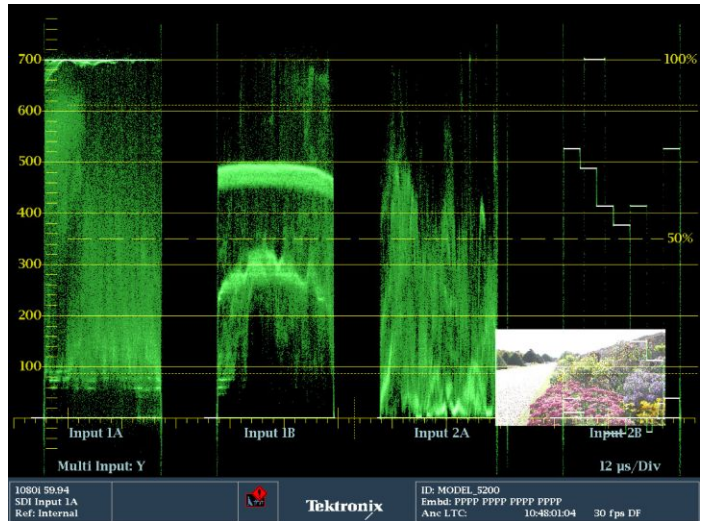 700
100%
600
500
400
50%
300
200
100
Input 1A Input 1B Input 2A Input 2B
Multi Input: Y 12 µs/Div
1080i 59.94
SDI Input 1A
Ref: Internal
Tektronix
ID: MODEL_5200
Embd: PPPP PPPP PPPP PPPP
Anc LTC: 10:48:01:04 30 fps DF